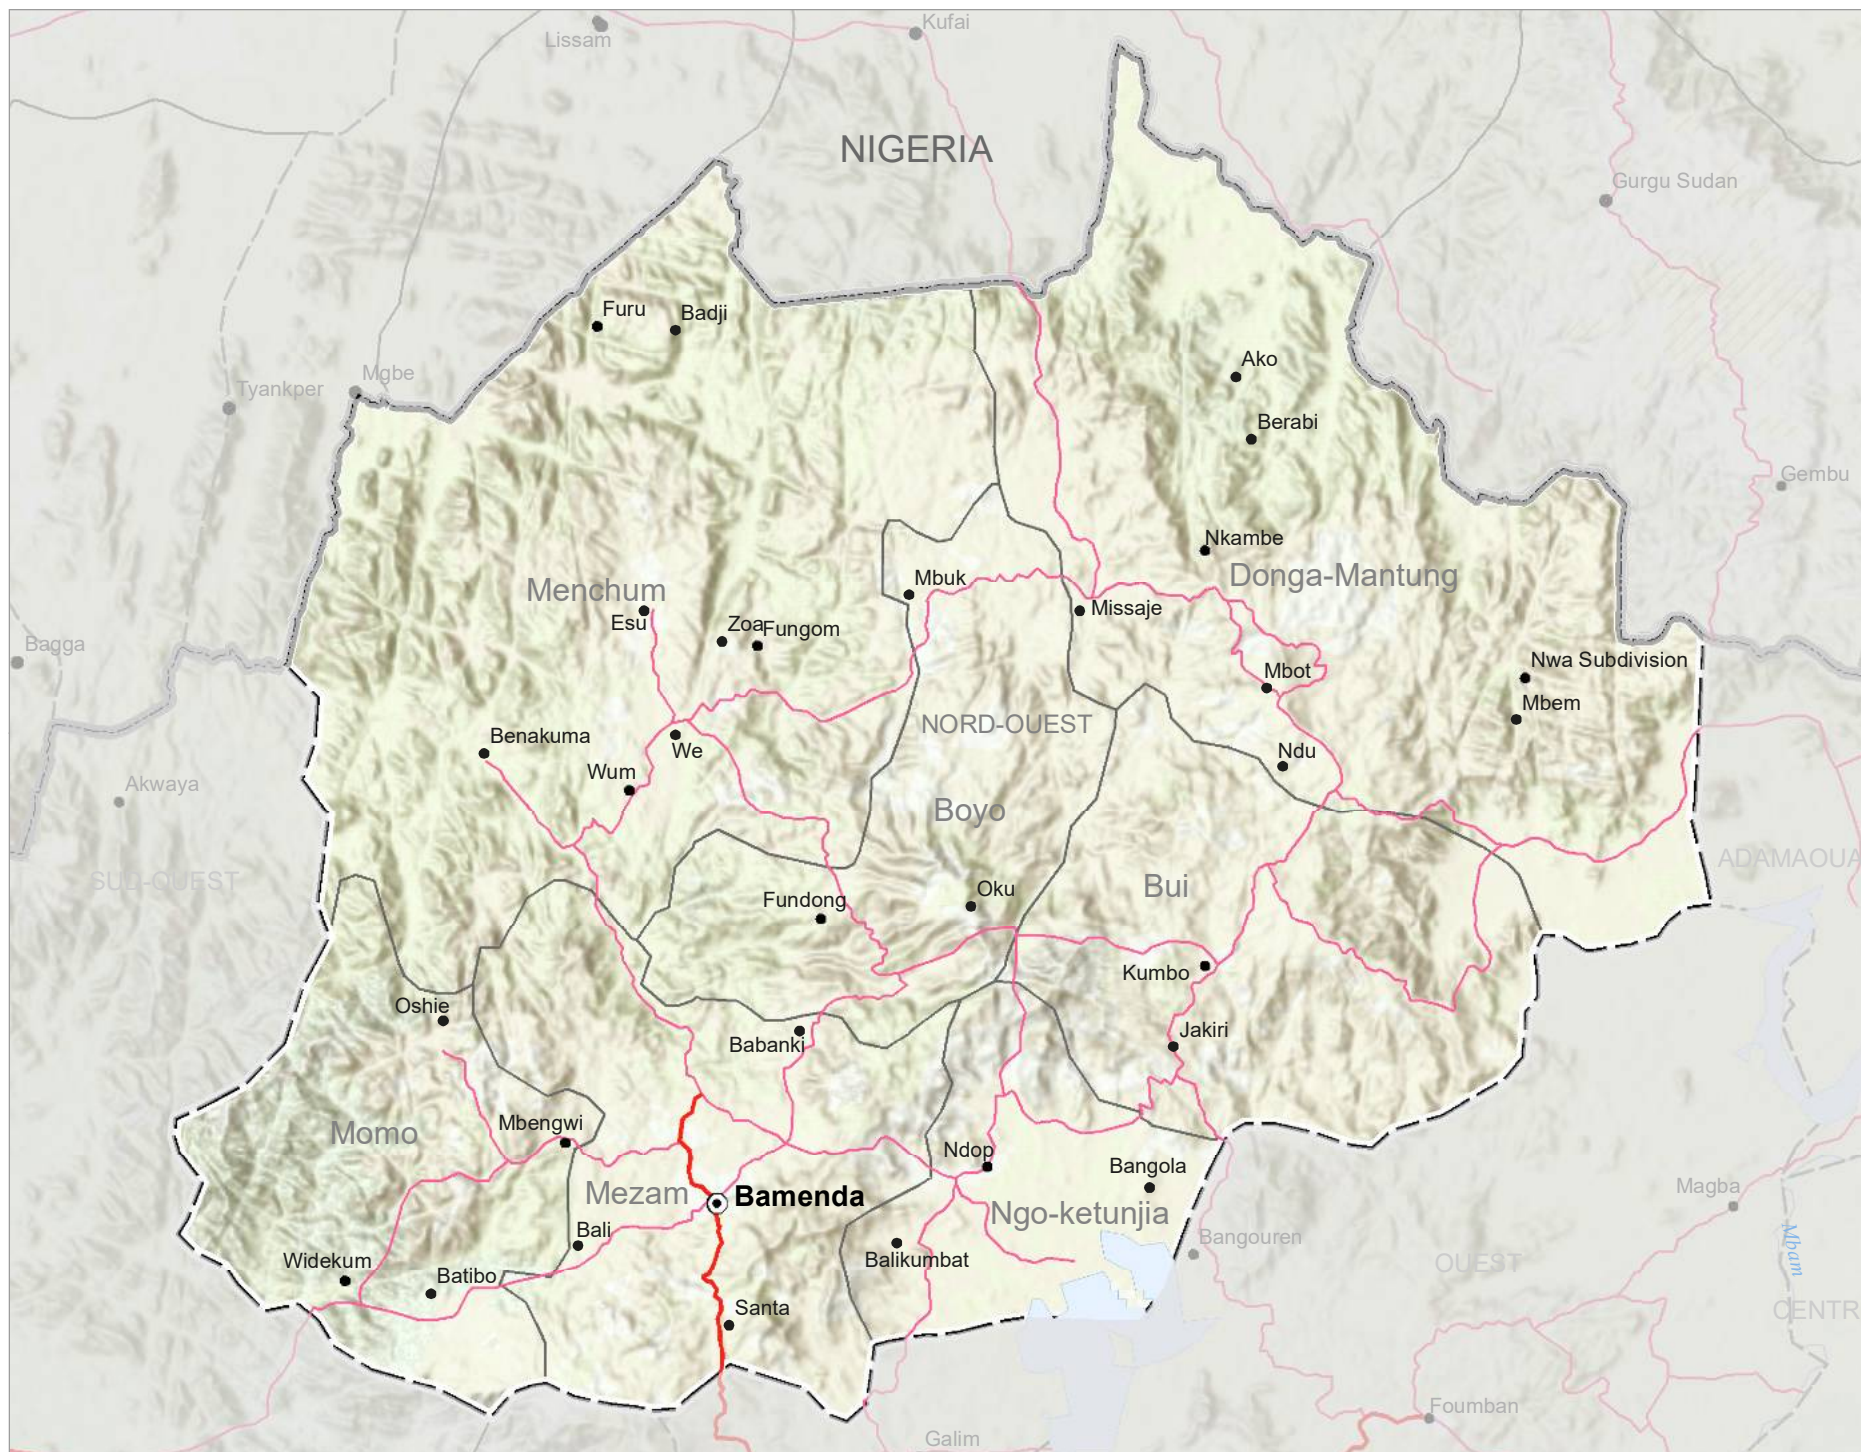 Kufai
Lissam
NIGERIA
Gurgu Sudan
Furu
Badji
Ako
Mgbe
Tyankper
Berabi
Gembu
Nkambe
Donga-Mantung
Menchum
Mbuk
Missaje
Esu
Zoa
Fungom
Bagga
Nwa Subdivision
Mbot
Mbem
NORD-OUEST
Benakuma
We
Ndu
Wum
Akwaya
Boyo
ADAMAOUA
SUD-OUEST
Bui
Oku
Fundong
Kumbo
Oshie
Jakiri
Babanki
Mbengwi
Momo
Ndop
Bangola
Mezam
Bamenda
Magba
Ngo-ketunjia
Bali
Bangouren
Mbam
Widekum
Balikumbat
OUEST
Batibo
Santa
CENTR
Foumban
Galim